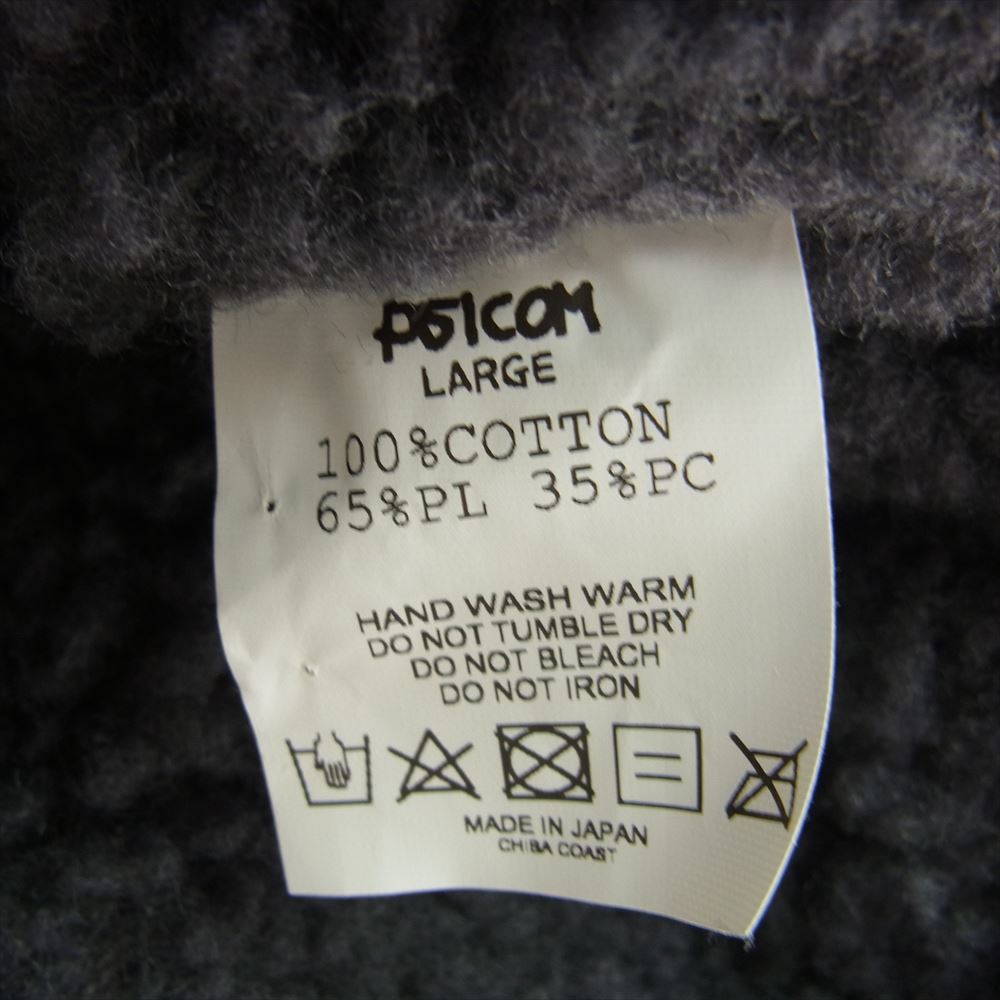 P61COM
LARGE
100%COTTON
65%PL 35%PC
HAND WASH WARM
DO NOT TUMBLE DRY
DO NOT BLEACH
DO NOT IRON
MADE IN JAPAN
CHIBA COAST